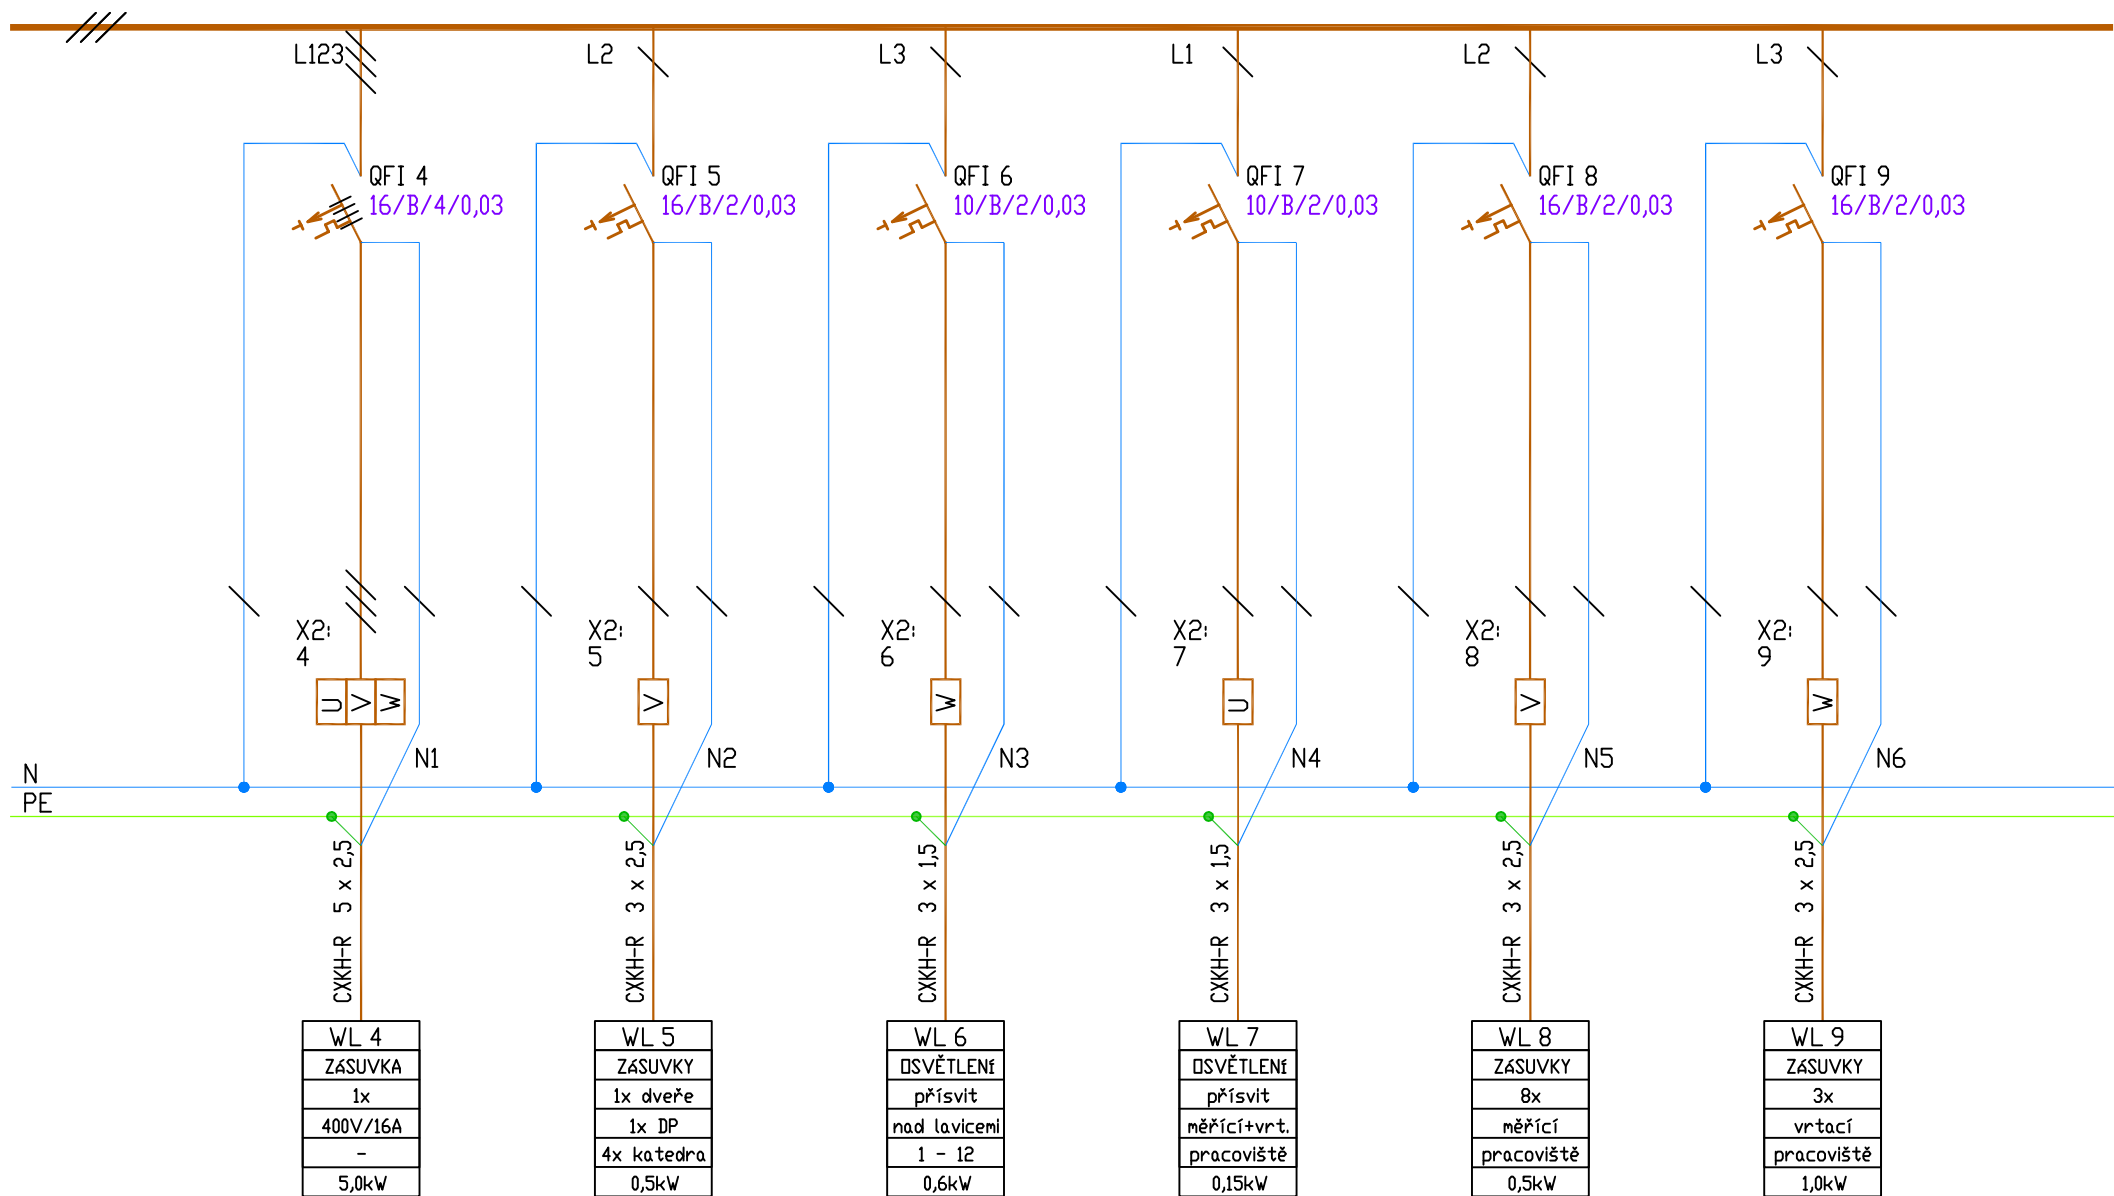 L123 L2 L3 L1 L2 L3
QFI 4 QFI 5 QFI 6 QFI 7 QFI 8 QFI 9
16/B/4/0,03 16/B/2/0,03 10/B/2/0,03 10/B/2/0,03 16/B/2/0,03 16/B/2/0,03
X2: X2: X2: X2: X2: X2:
4 5 6 7 8 9
U V W V W U V W
N1 N2 N3 N4 N5 N6
N
PE
CXKH-R 5 x 2,5
CXKH-R 3 x 2,5
CXKH-R 3 x 1,5
CXKH-R 3 x 1,5
CXKH-R 3 x 2,5
CXKH-R 3 x 2,5
WL 4
ZÁSUVKA
1x
400V/16A
-
5,0kW
WL 5
ZÁSUVKY
1x dveře
1x DP
4x katedra
0,5kW
WL 6
OSVĚTLENÍ
přísvit
nad lavicemi
1 - 12
0,6kW
WL 7
OSVĚTLENÍ
přísvit
měřící+vrt.
pracoviště
0,15kW
WL 8
ZÁSUVKY
8x
měřící
pracoviště
0,5kW
WL 9
ZÁSUVKY
3x
vrtací
pracoviště
1,0kW